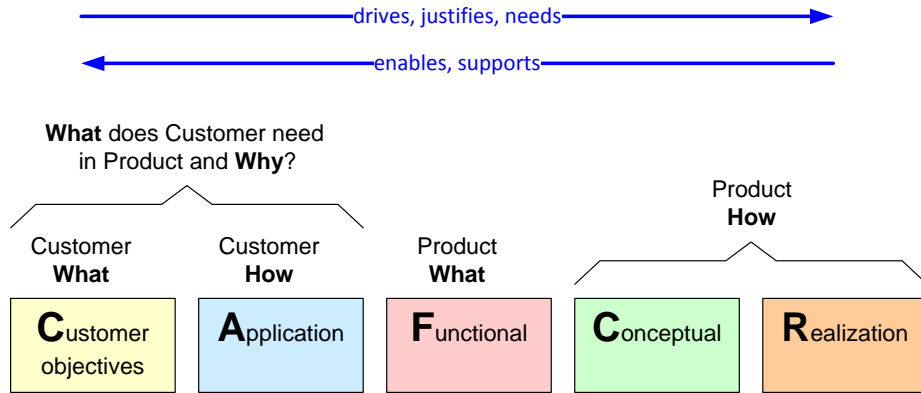 drives, justifies, needs
enables, supports
What does Customer need
in Product and Why?
Product
How
Customer
What
Customer
How
Product
What
Customer
objectives
Application
Functional
Conceptual
Realization